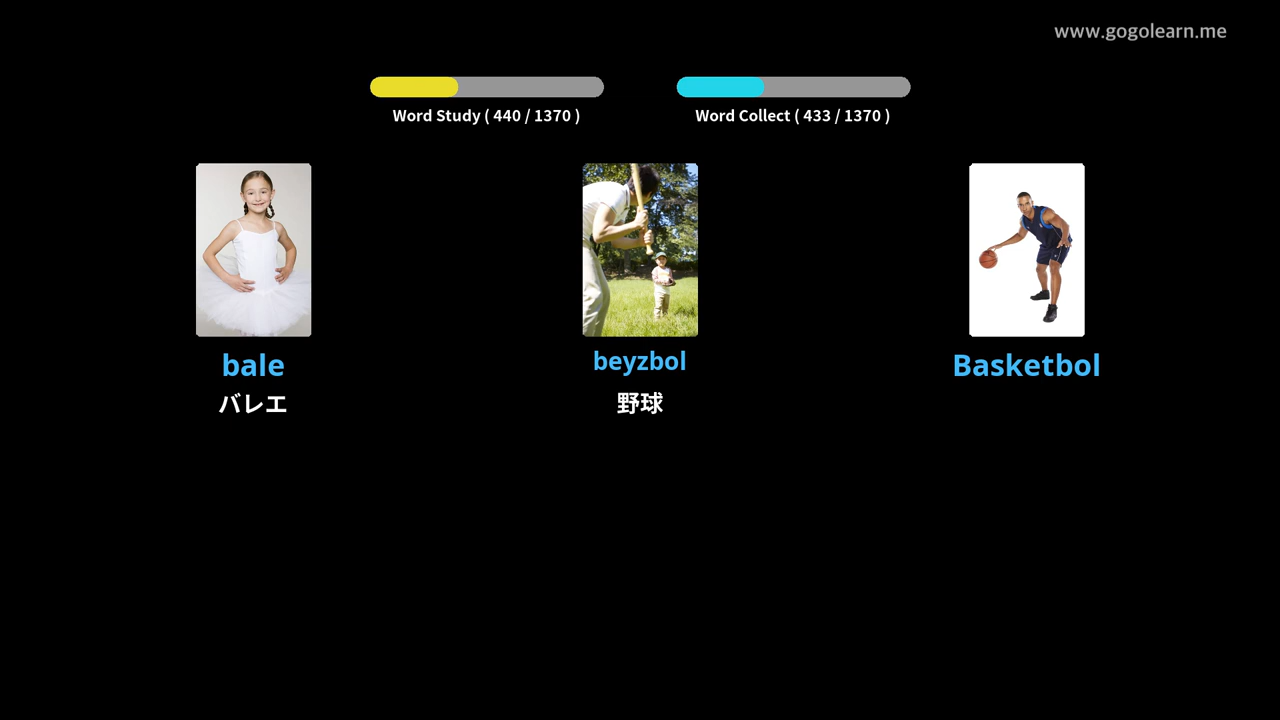 www.gogolearn.me
Word Study ( 440 / 1370 )
Word Collect ( 433 / 1370 )
bale
バレエ
beyzbol
野球
Basketbol